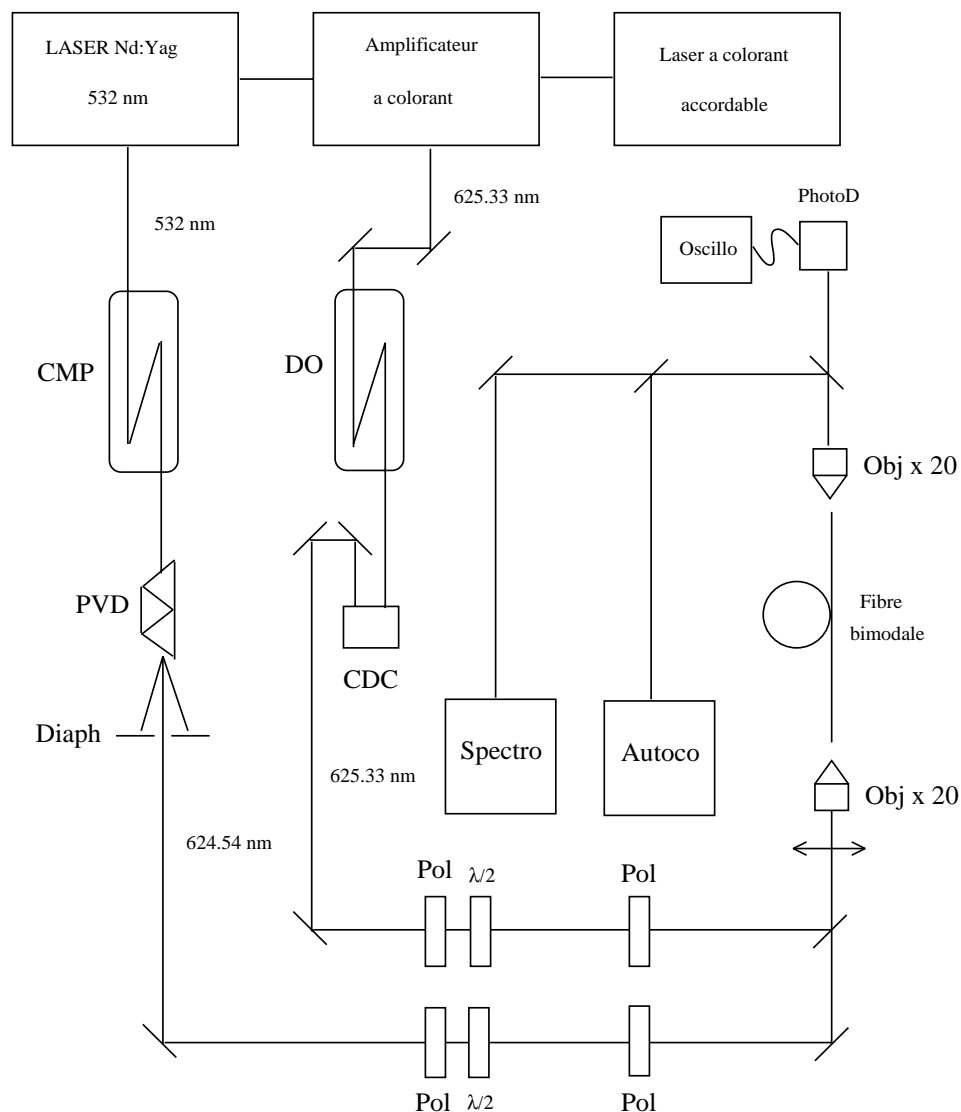 LASER Nd:Yag
532 nm
Amplificateur
a colorant
Laser a colorant
accordable
532 nm
625.33 nm
PhotoD
Oscillo
CMP
DO
Obj x 20
PVD
Fibre
bimodale
CDC
Diaph
Spectro
Autoco
625.33 nm
Obj x 20
624.54 nm
Pol
λ/2
Pol
Pol
λ/2
Pol